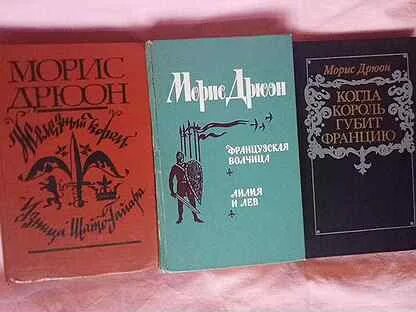 МОРИС
ДРЮОН
Железный король
Узница Шато-Гайара
Морис Дрюон
ФРАНЦУЗСКАЯ
ВОЛЧИЦА
ЛИЛИЯ
И ЛЕВ
Морис Дрюон
КОГДА
КОРОЛЬ
ГУБИТ
ФРАНЦИЮ